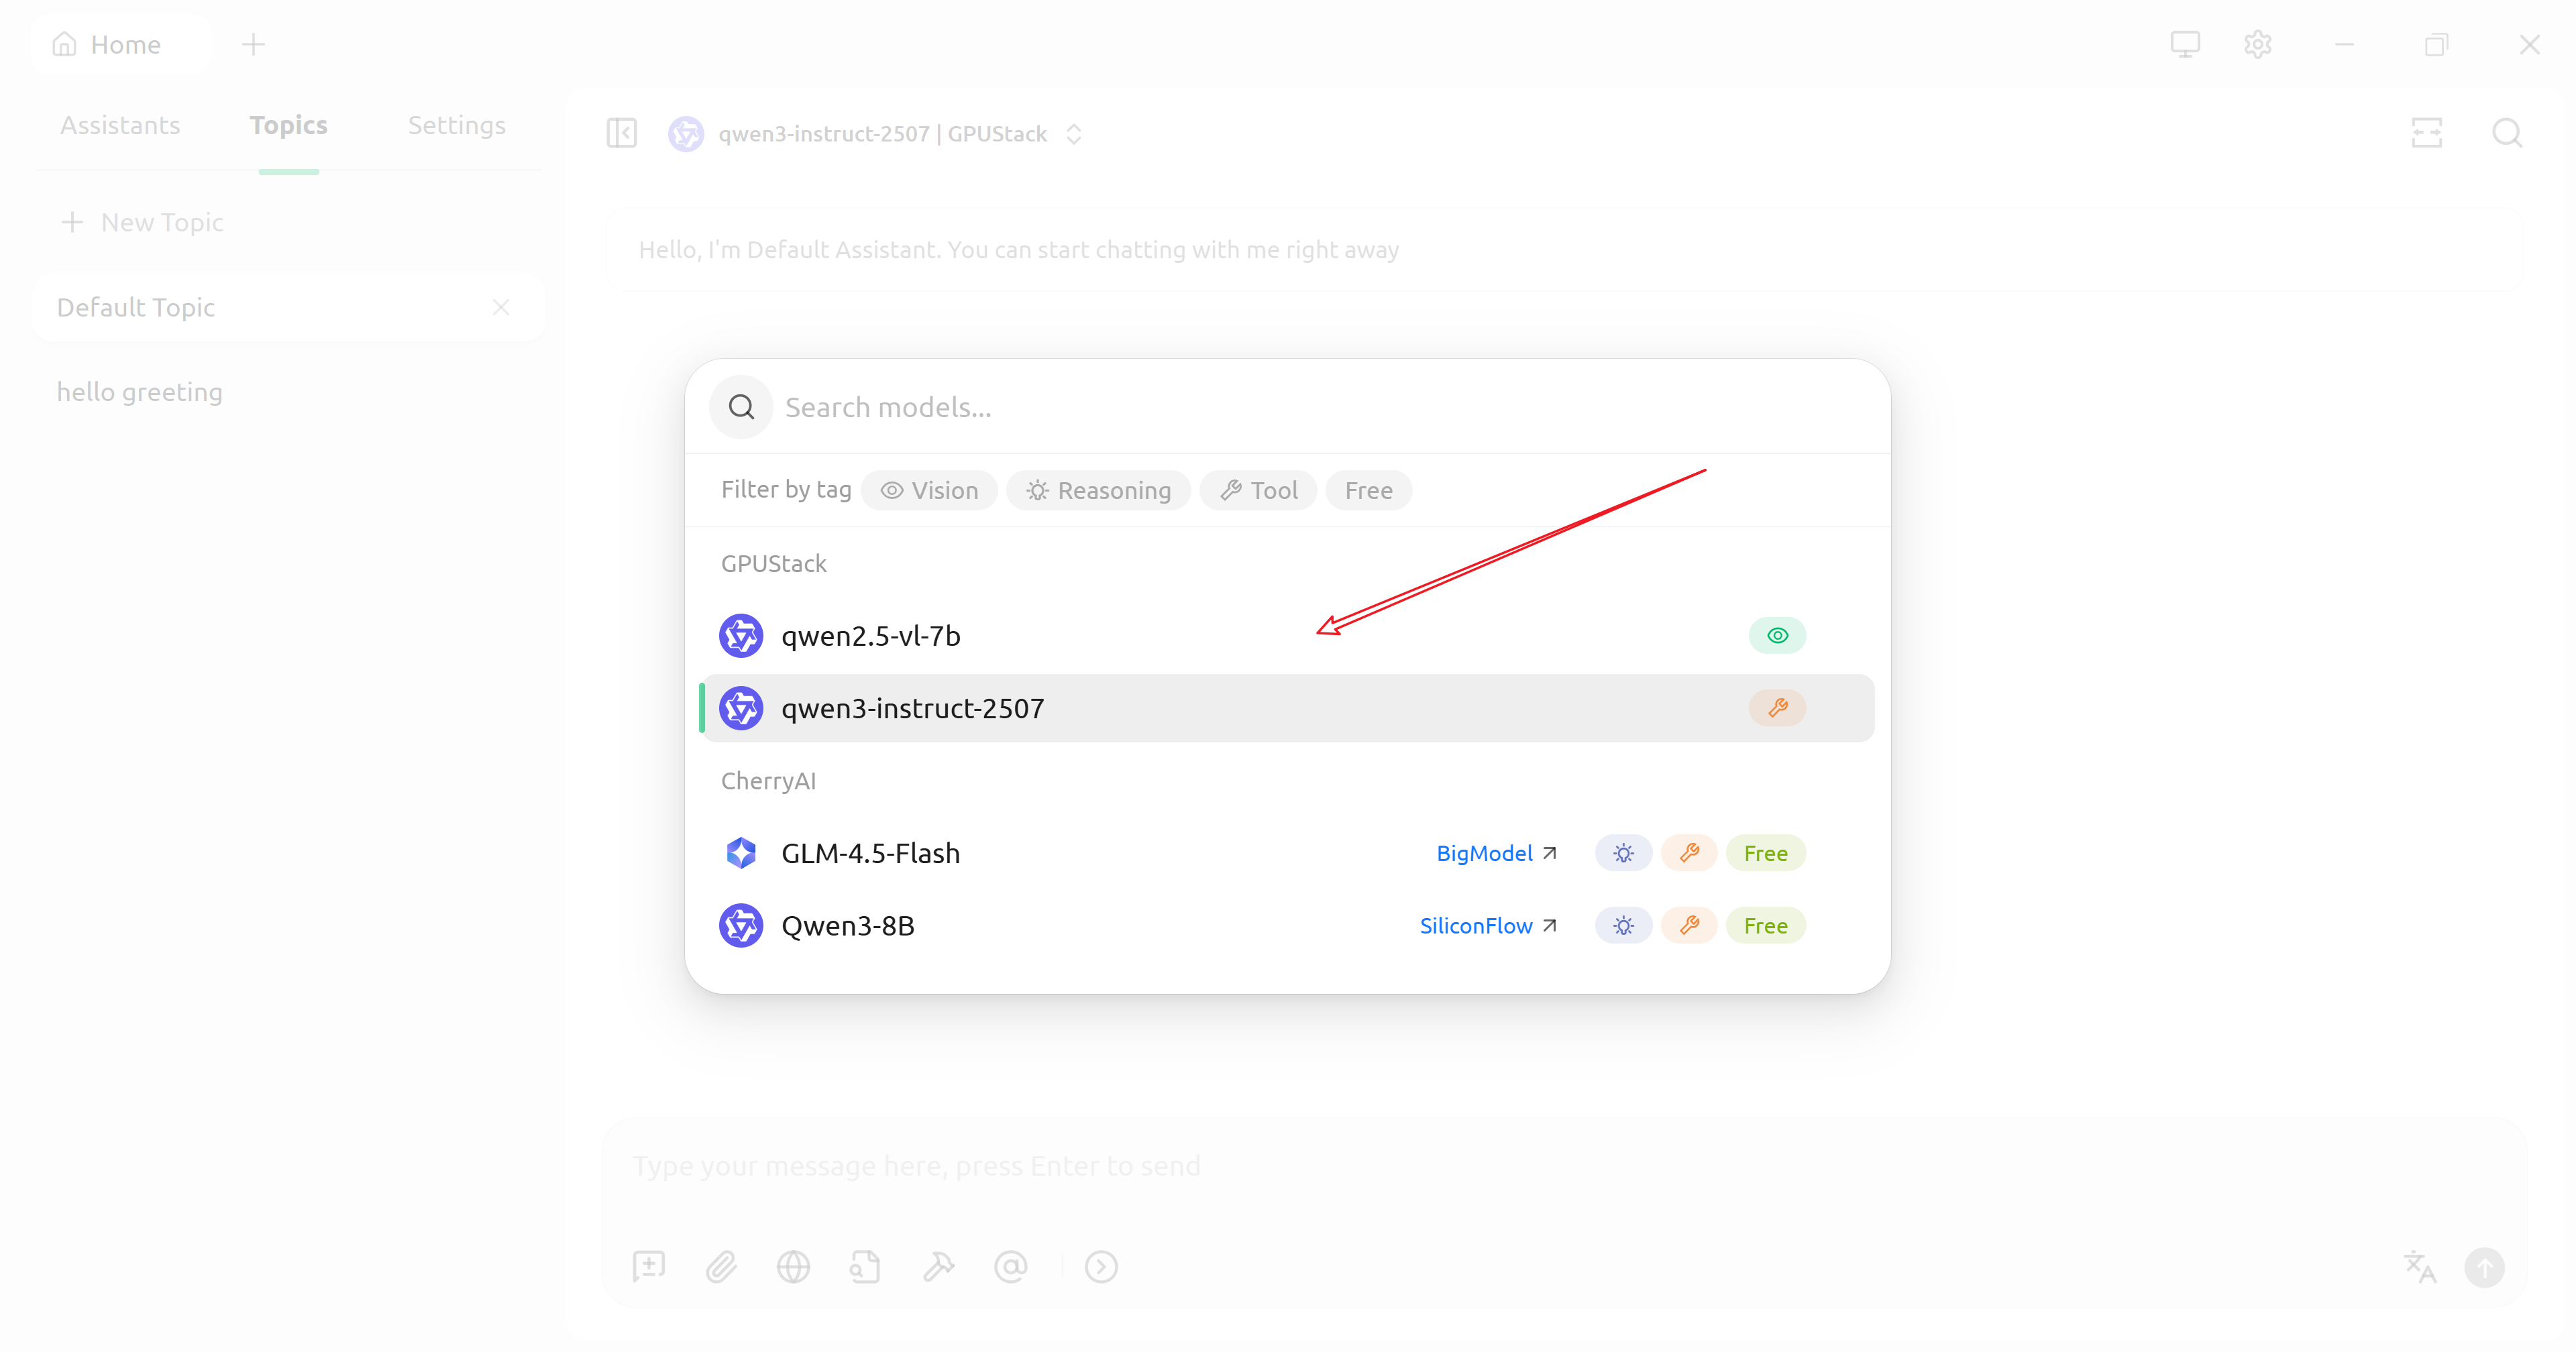 Home
Assistants Topics Settings
qwen3-instruct-2507 | GPUStack
New Topic
Hello, I'm Default Assistant. You can start chatting with me right away
Default Topic
hello greeting
Search models...
Filter by tag Vision Reasoning Tool Free
GPUStack
qwen2.5-vl-7b
qwen3-instruct-2507
CherryAI
GLM-4.5-Flash BigModel Free
Qwen3-8B SiliconFlow Free
Type your message here, press Enter to send